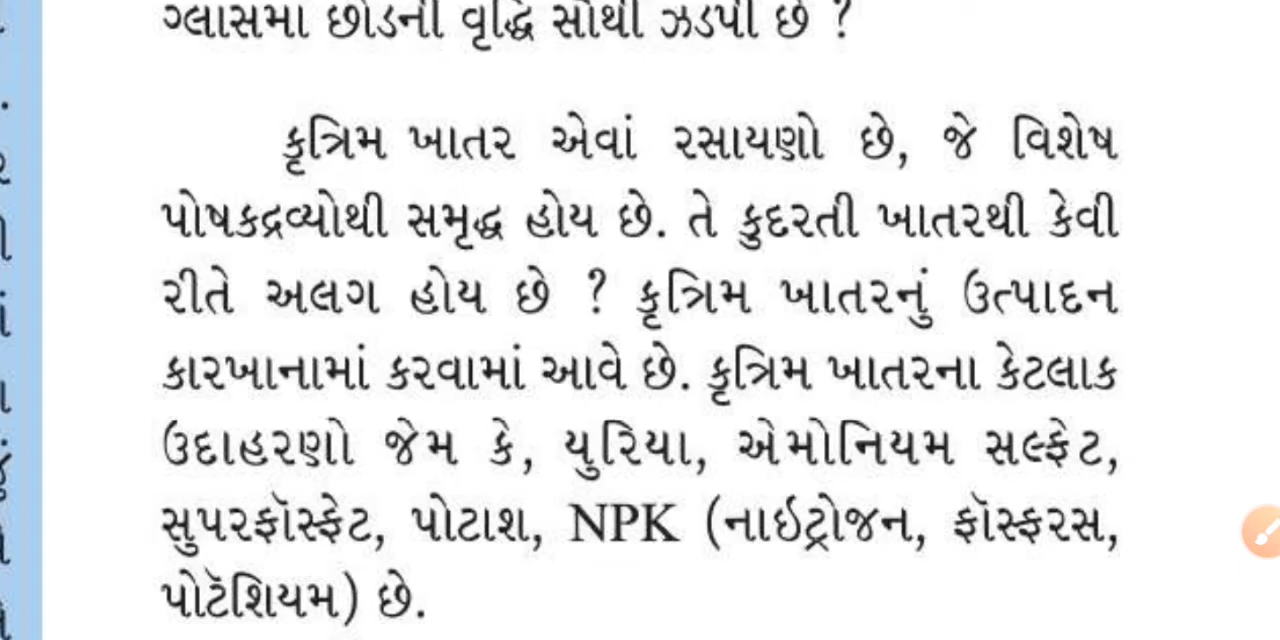 ગ્લાસમાં છોડની વૃદ્ધિ સૌથી ઝડપી છે ?
કૃત્રિમ ખાતર એવાં રસાયણો છે, જે વિશેષ
પોષકદ્રવ્યોથી સમૃદ્ધ હોય છે. તે કુદરતી ખાતરથી કેવી
રીતે અલગ હોય છે ? કૃત્રિમ ખાતરનું ઉત્પાદન
કારખાનામાં કરવામાં આવે છે. કૃત્રિમ ખાતરના કેટલાક
ઉદાહરણો જેમ કે, યુરિયા, એમોનિયમ સલ્ફેટ,
સુપરફૉસ્ફેટ, પોટાશ, NPK (નાઇટ્રોજન, ફૉસ્ફરસ,
પોટૅશિયમ) છે.